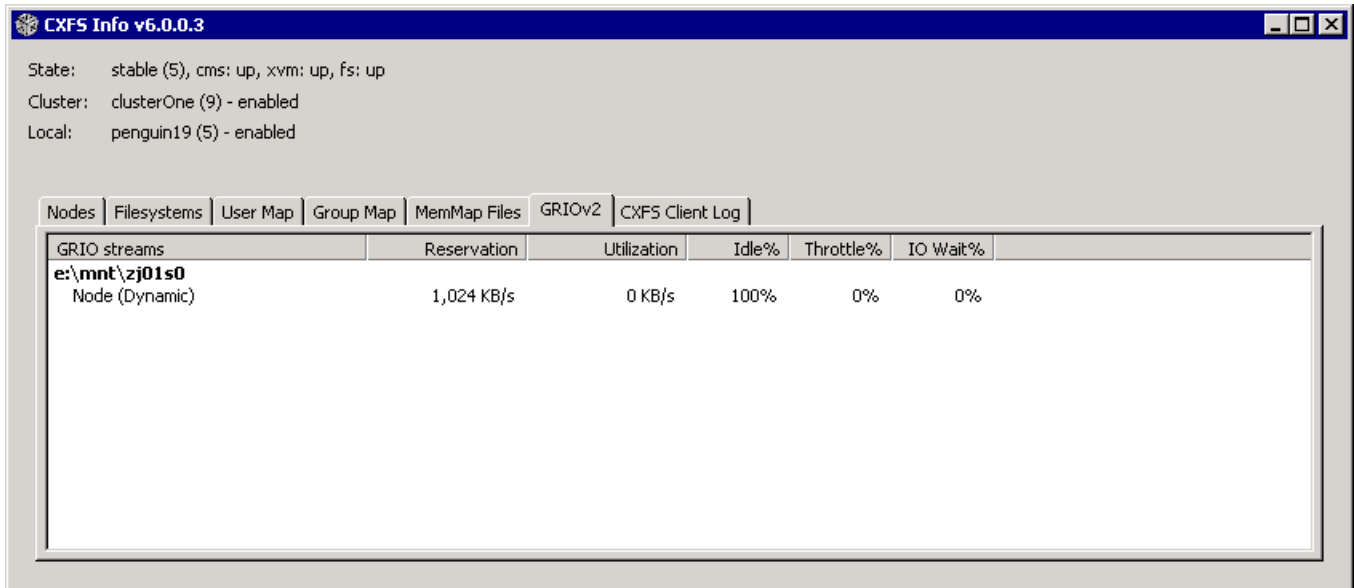 CXFS Info v6.0.0.3
State: stable (5), cms: up, xvm: up, fs: up
Cluster: clusterOne (9) - enabled
Local: penguin19 (5) - enabled
Nodes Filesystems User Map Group Map MemMap Files GRIOv2 CXFS Client Log
GRIO streams Reservation Utilization Idle% Throttle% IO Wait%
e:\mnt\zj01s0
Node (Dynamic) 1,024 KB/s 0 KB/s 100% 0% 0%